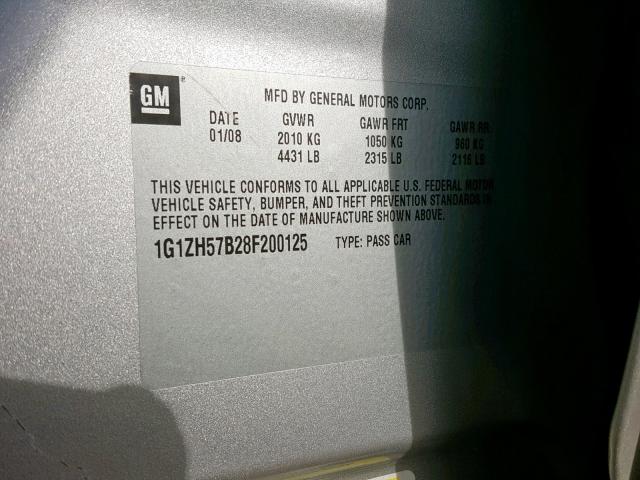 GM ® MFD BY GENERAL MOTORS CORP.
DATE GVWR GAWR FRT GAWR RR
01/08 2010 KG 1050 KG 960 KG
4431 LB 2315 LB 2116 LB
THIS VEHICLE CONFORMS TO ALL APPLICABLE U.S. FEDERAL MOTOR
VEHICLE SAFETY, BUMPER, AND THEFT PREVENTION STANDARDS IN
EFFECT ON THE DATE OF MANUFACTURE SHOWN ABOVE.
1G1ZH57B28F200125 TYPE: PASS CAR